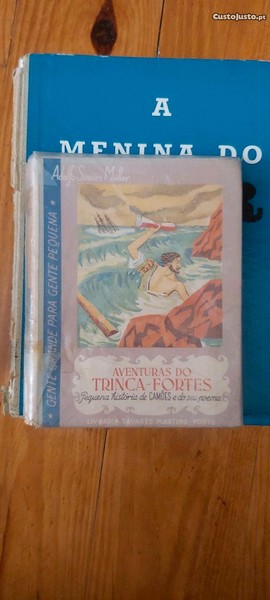 CustoJusto.pt
A
MENINA DO
Adolfo Simões Müller
GENTE GRANDE PARA GENTE PEQUENA
AVENTURAS DO
TRINCA-FORTES
Pequena história de CAMÕES e do seu poema
LIVRARIA TAVARES MARTINS-PORTO